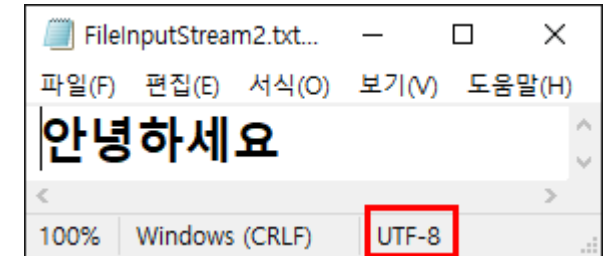 FileInputStream2.txt...
파일(F) 편집(E) 서식(O) 보기(V) 도움말(H)
안녕하세요
100% Windows (CRLF) UTF-8